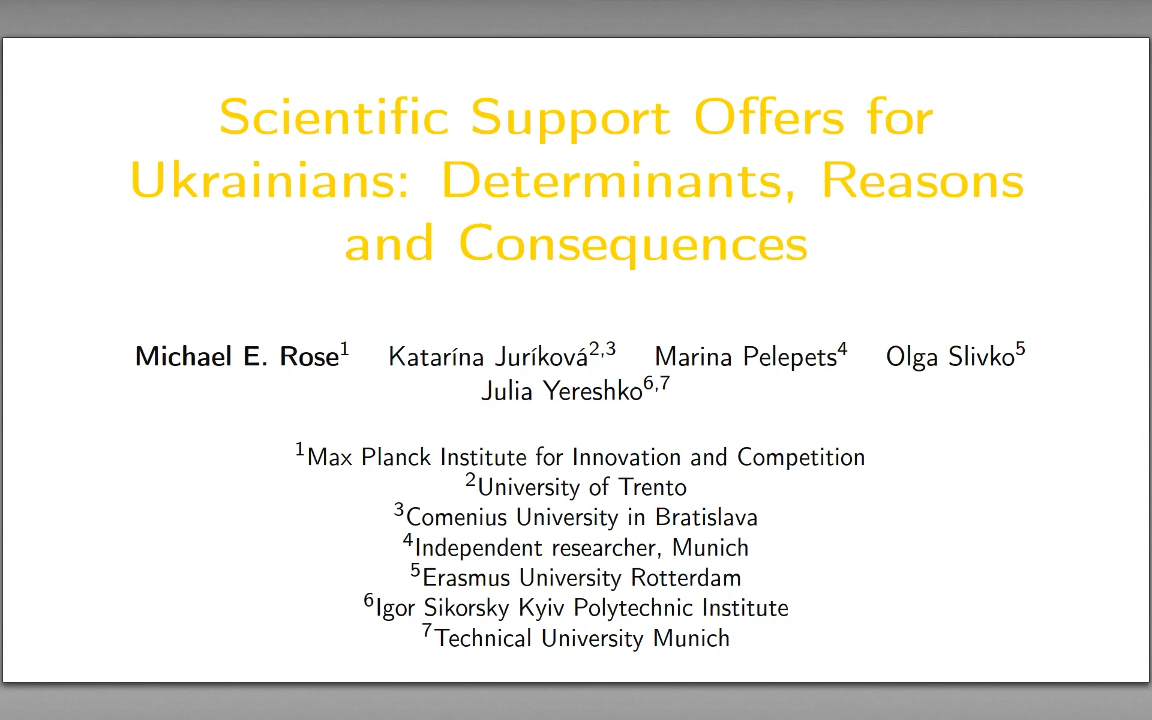 Scientific Support Offers for
Ukrainians: Determinants, Reasons
and Consequences
Michael E. Rose¹ Katarína Juríková²,³ Marina Pelepets⁴ Olga Slivko⁵
Julia Yereshko⁶,⁷
¹Max Planck Institute for Innovation and Competition
²University of Trento
³Comenius University in Bratislava
⁴Independent researcher, Munich
⁵Erasmus University Rotterdam
⁶Igor Sikorsky Kyiv Polytechnic Institute
⁷Technical University Munich